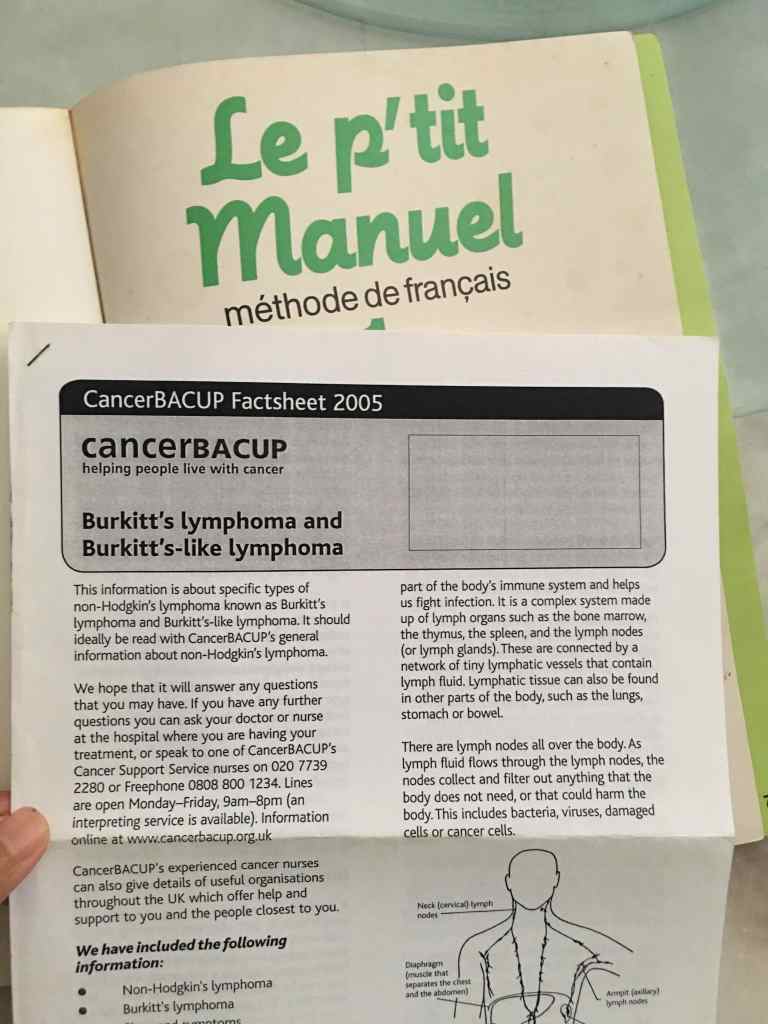 Le p'tit
Manuel
méthode de français
1
CancerBACUP Factsheet 2005
cancerBACUP
helping people live with cancer
Burkitt's lymphoma and
Burkitt's-like lymphoma
This information is about specific types of
non-Hodgkin's lymphoma known as Burkitt's
lymphoma and Burkitt's-like lymphoma. It should
ideally be read with CancerBACUP's general
information about non-Hodgkin's lymphoma.
We hope that it will answer any questions
that you may have. If you have any further
questions you can ask your doctor or nurse
at the hospital where you are having your
treatment, or speak to one of CancerBACUP's
Cancer Support Service nurses on 020 7739
2280 or Freephone 0808 800 1234. Lines
are open Monday–Friday, 9am–8pm (an
interpreting service is available). Information
online at www.cancerbacup.org.uk
CancerBACUP's experienced cancer nurses
can also give details of useful organisations
throughout the UK which offer help and
support to you and the people closest to you.
We have included the following
information:
● Non-Hodgkin's lymphoma
● Burkitt's lymphoma
symptoms
part of the body's immune system and helps
us fight infection. It is a complex system made
up of lymph organs such as the bone marrow,
the thymus, the spleen, and the lymph nodes
(or lymph glands). These are connected by a
network of tiny lymphatic vessels that contain
lymph fluid. Lymphatic tissue can also be found
in other parts of the body, such as the lungs,
stomach or bowel.
There are lymph nodes all over the body. As
lymph fluid flows through the lymph nodes, the
nodes collect and filter out anything that the
body does not need, or that could harm the
body. This includes bacteria, viruses, damaged
cells or cancer cells.
Neck (cervical) lymph
nodes
Diaphragm
(muscle that
separates the chest
and the abdomen)
Armpit (axillary)
lymph nodes